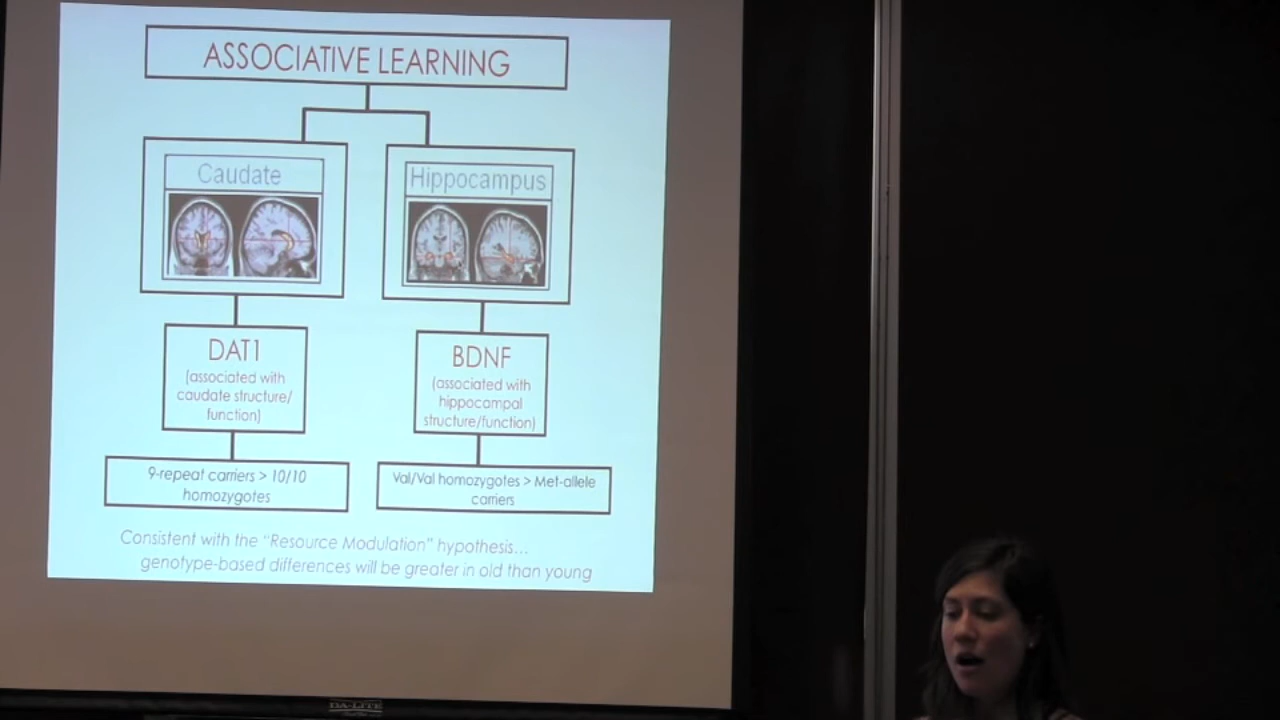 ASSOCIATIVE LEARNING
Caudate
Hippocampus
DAT1
(associated with
caudate structure/
function)
BDNF
(associated with
hippocampal
structure/function)
9-repeat carriers > 10/10
homozygotes
Val/Val homozygotes > Met-allele
carriers
Consistent with the “Resource Modulation” hypothesis…
genotype-based differences will be greater in old than young
DA-LITE